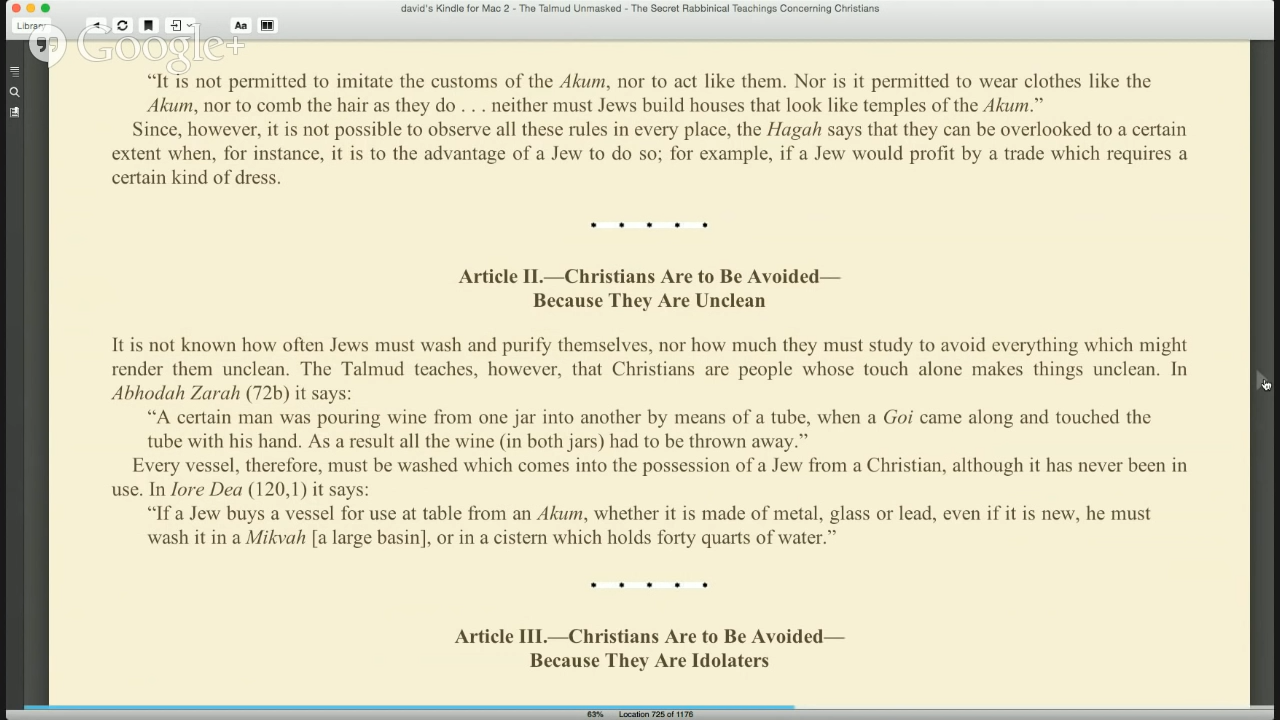 david's Kindle for Mac 2 - The Talmud Unmasked - The Secret Rabbinical Teachings Concerning Christians
Library
Aa
Google+
“It is not permitted to imitate the customs of the Akum, nor to act like them. Nor is it permitted to wear clothes like the
Akum, nor to comb the hair as they do . . . neither must Jews build houses that look like temples of the Akum.”
Since, however, it is not possible to observe all these rules in every place, the Hagah says that they can be overlooked to a certain
extent when, for instance, it is to the advantage of a Jew to do so; for example, if a Jew would profit by a trade which requires a
certain kind of dress.
Article II.—Christians Are to Be Avoided—
Because They Are Unclean
It is not known how often Jews must wash and purify themselves, nor how much they must study to avoid everything which might
render them unclean. The Talmud teaches, however, that Christians are people whose touch alone makes things unclean. In
Abhodah Zarah (72b) it says:
“A certain man was pouring wine from one jar into another by means of a tube, when a Goi came along and touched the
tube with his hand. As a result all the wine (in both jars) had to be thrown away.”
Every vessel, therefore, must be washed which comes into the possession of a Jew from a Christian, although it has never been in
use. In Iore Dea (120,1) it says:
“If a Jew buys a vessel for use at table from an Akum, whether it is made of metal, glass or lead, even if it is new, he must
wash it in a Mikvah [a large basin], or in a cistern which holds forty quarts of water.”
Article III.—Christians Are to Be Avoided—
Because They Are Idolaters
63% Location 725 of 1176